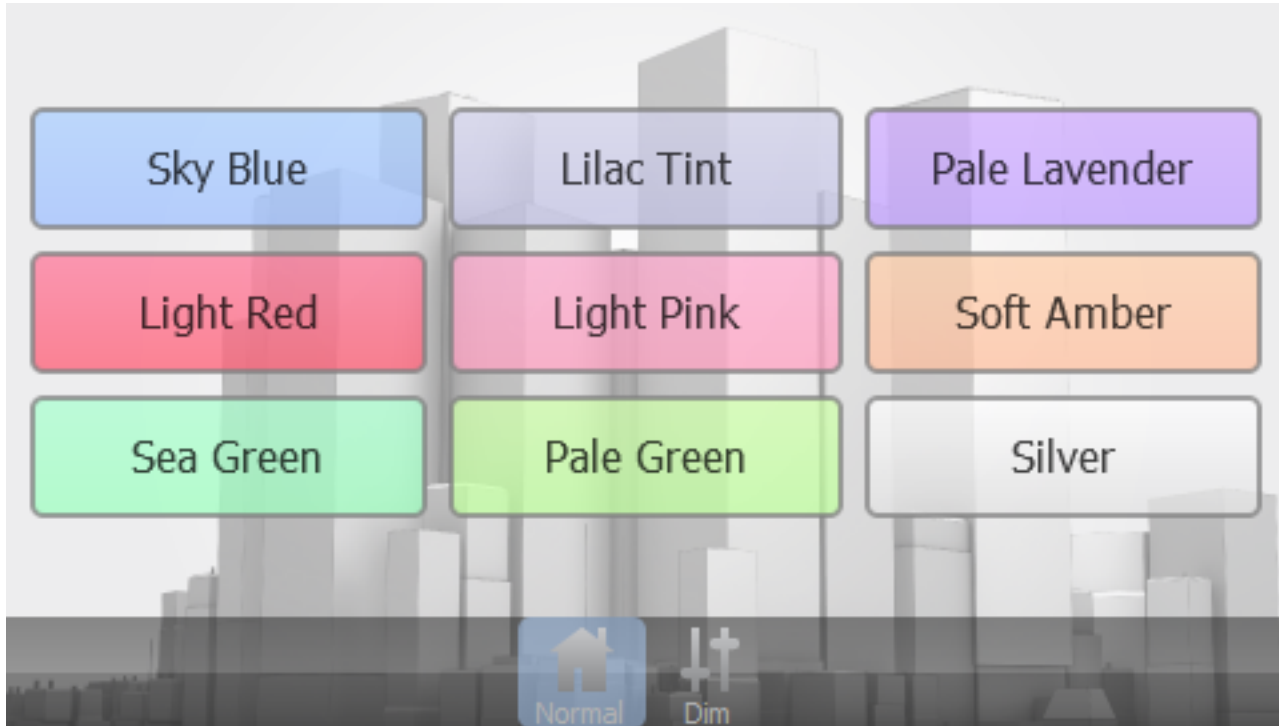 Sky Blue
Lilac Tint
Pale Lavender
Light Red
Light Pink
Soft Amber
Sea Green
Pale Green
Silver
Normal
Dim